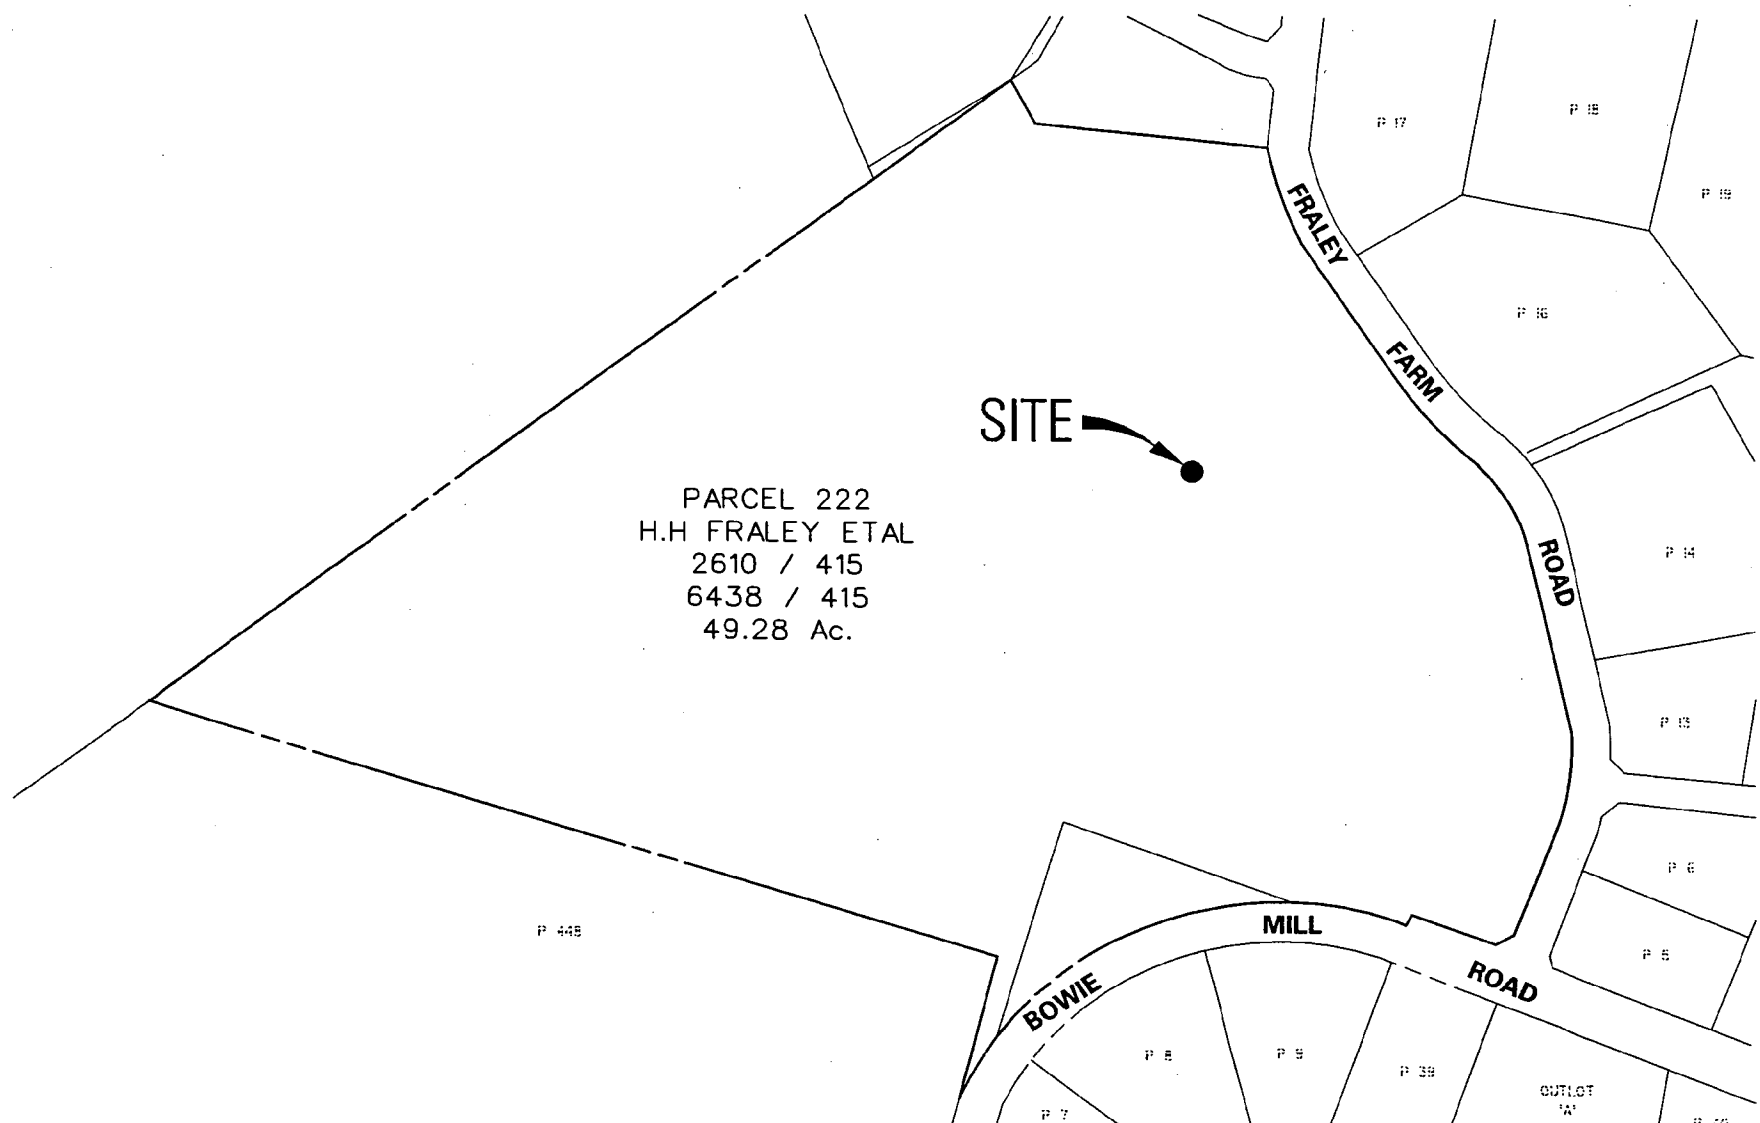 P 18
P 17
P 19
FRALEY
P 16
FARM
SITE
PARCEL 222
H.H FRALEY ETAL
2610 / 415
6438 / 415
49.28 Ac.
ROAD
P 14
P 13
P 6
P 448
MILL
P 5
ROAD
BOWIE
P 8
P 9
P 39
OUTLOT
'A'
P 7